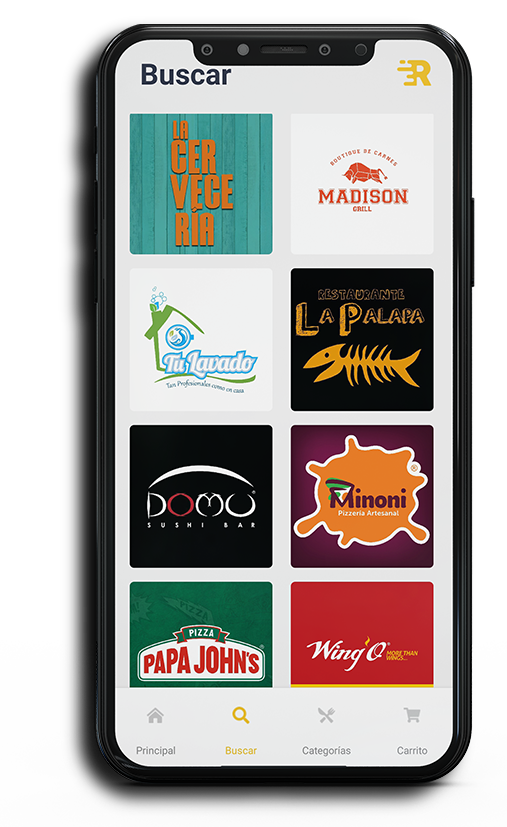 Buscar
R
LA
CER
VECE
RÍA
BOUTIQUE DE CARNES
MADISON
GRILL
Tu Lavado
Tan Profesionales como en casa
RESTAURANTE
LA PALAPA
DOMO®
SUSHI BAR
Minoni®
Pizzería Artesanal
PIZZA
PAPA JOHN'S
Wing'Q
MORE THAN
WINGS...
Principal
Buscar
Categorías
Carrito